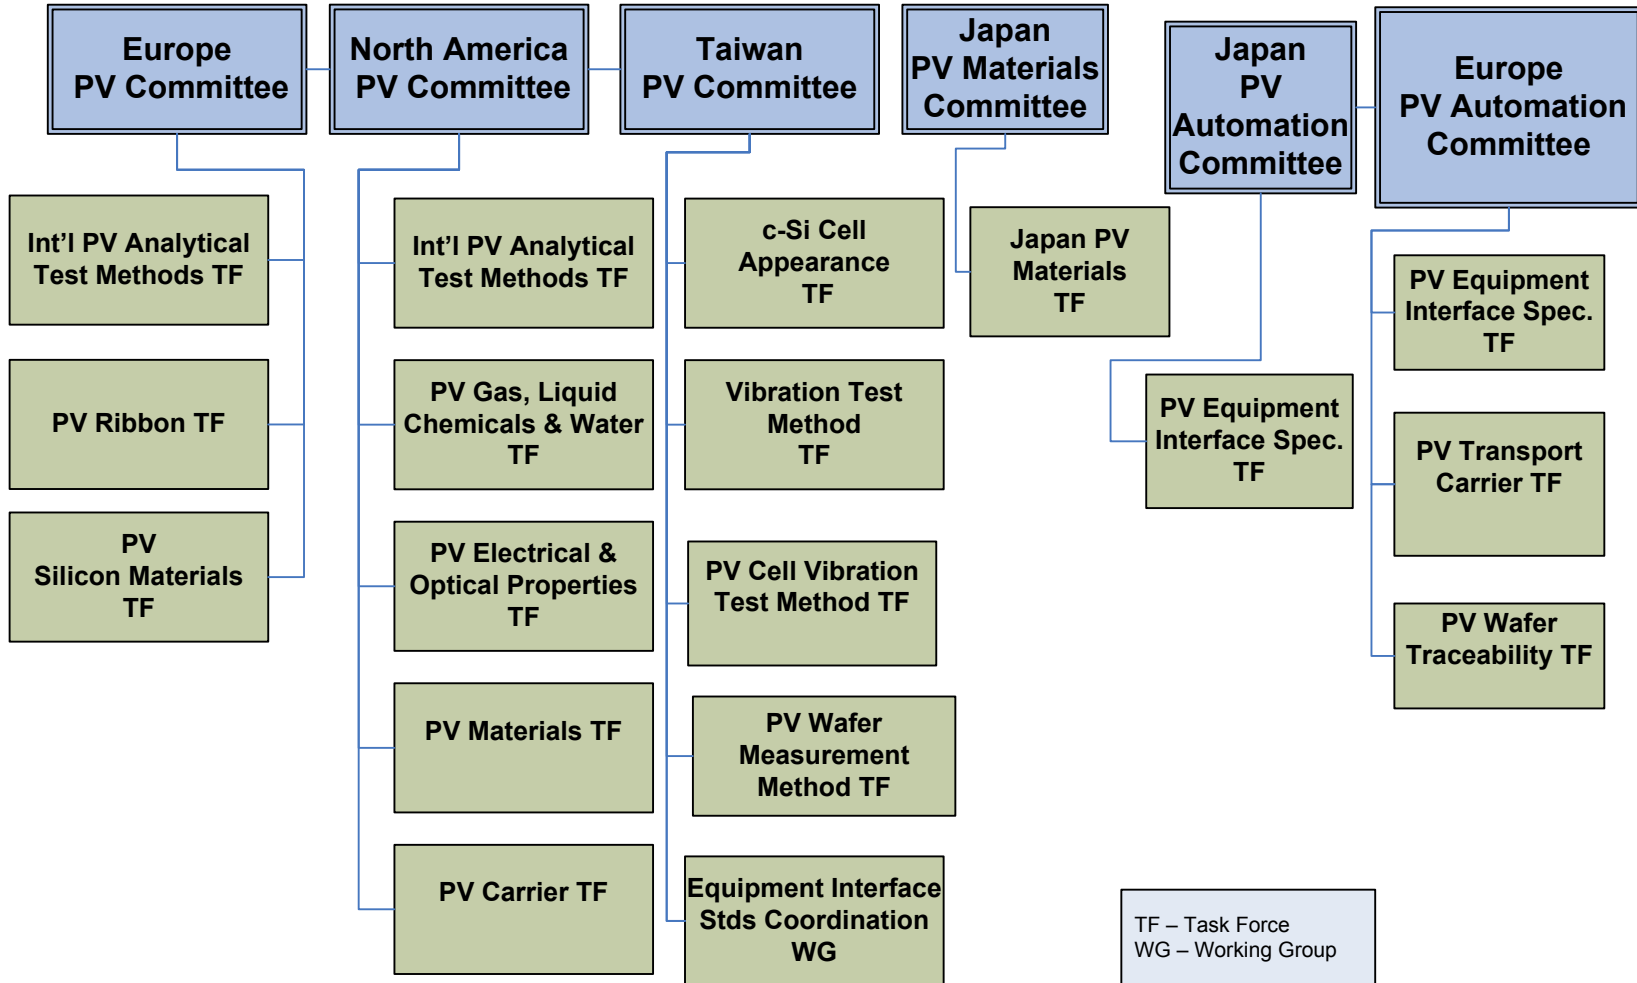 Europe
PV Committee
North America
PV Committee
Taiwan
PV Committee
Japan
PV Materials
Committee
Japan
PV
Automation
Committee
Europe
PV Automation
Committee
Int'l PV Analytical
Test Methods TF
PV Ribbon TF
PV
Silicon Materials
TF
Int'l PV Analytical
Test Methods TF
PV Gas, Liquid
Chemicals & Water
TF
PV Electrical &
Optical Properties
TF
PV Materials TF
PV Carrier TF
c-Si Cell
Appearance
TF
Vibration Test
Method
TF
PV Cell Vibration
Test Method TF
PV Wafer
Measurement
Method TF
Equipment Interface
Stds Coordination
WG
Japan PV
Materials
TF
PV Equipment
Interface Spec.
TF
PV Equipment
Interface Spec.
TF
PV Transport
Carrier TF
PV Wafer
Traceability TF
TF – Task Force
WG – Working Group